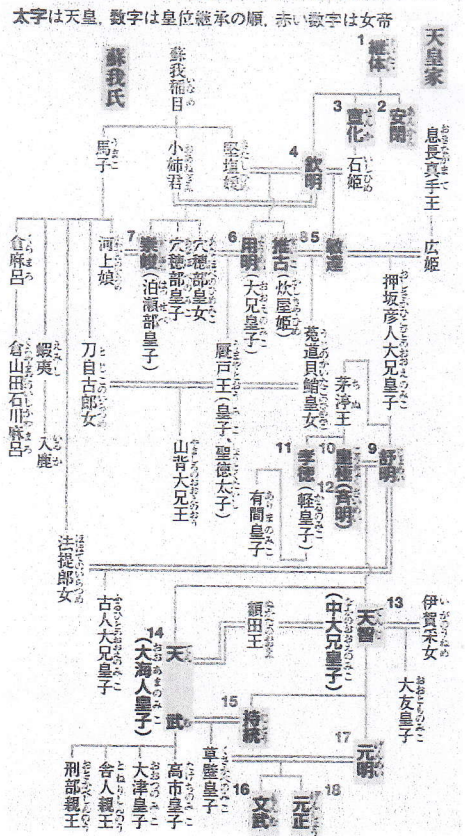 太字は天皇，数字は皇位継承の順，赤い数字は女帝
天皇家
蘇我氏
1 継体
2 安閑
3 宣化
4 欽明
石姫
息長真手王
広姫
蘇我稲目
馬子
小姉君
堅塩媛
5 敏達
8 推古（炊屋姫）
6 用明（大兄皇子）
穴穂部皇女
穴穂部皇子
7 崇峻（泊瀬部皇子）
河上娘
刀自古郎女
蝦夷
入鹿
倉麻呂
倉山田石川麻呂
法提郎女
押坂彦人大兄皇子
菟道貝鮹皇女
厩戸王（皇子，聖徳太子）
山背大兄王
茅渟王
9 舒明
10 皇極
12（斉明）
11 孝徳（軽皇子）
有間皇子
古人大兄皇子
伊賀采女
13 天智（中大兄皇子）
大友皇子
額田王
14 天武（大海人皇子）
15 持統
草壁皇子
高市皇子
大津皇子
舎人親王
刑部親王
17 元明
18 元正
16 文武